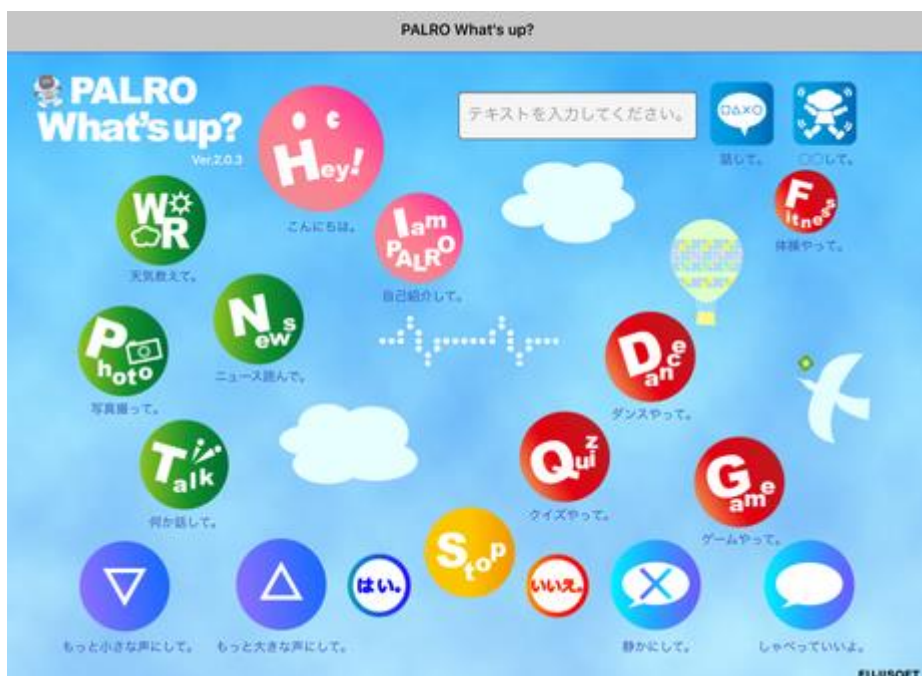 PALRO What's up?
PALRO
What's up?
Ver.2.0.3
Hey!
こんにちは。
テキストを入力してください。
□△×○
話して。
○○して。
WR
天気教えて。
I am
PALRO
自己紹介して。
Fitness
体操やって。
News
ニュース読んで。
Photo
写真撮って。
Dance
ダンスやって。
Talk
何か話して。
Quiz
クイズやって。
Game
ゲームやって。
Stop
はい。
いいえ。
もっと小さな声にして。
もっと大きな声にして。
静かにして。
しゃべっていいよ。
FUJISOFT